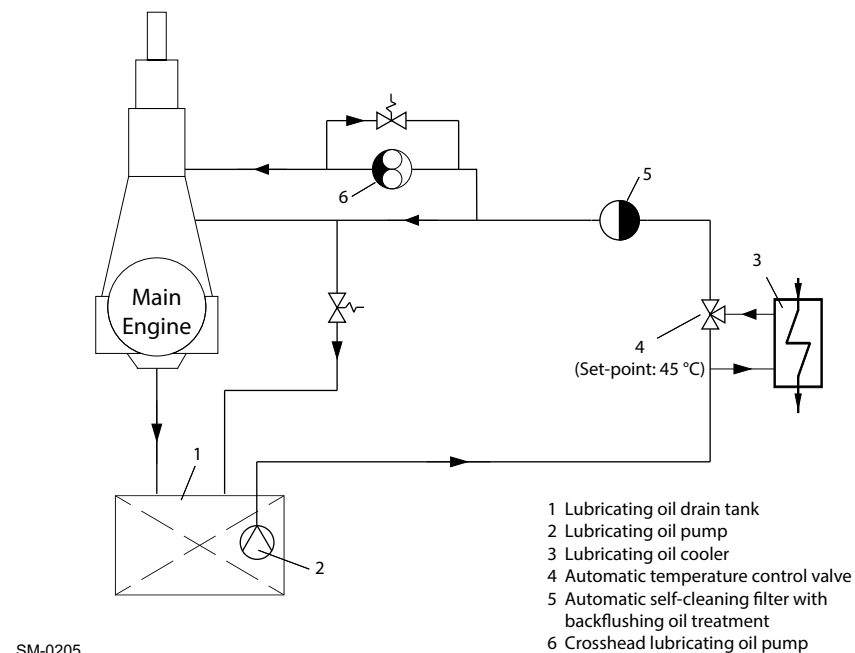 6
5
3
Main
Engine
4
(Set-point: 45 °C)
1
2
1 Lubricating oil drain tank
2 Lubricating oil pump
3 Lubricating oil cooler
4 Automatic temperature control valve
5 Automatic self-cleaning filter with
backflushing oil treatment
6 Crosshead lubricating oil pump
SM-0205